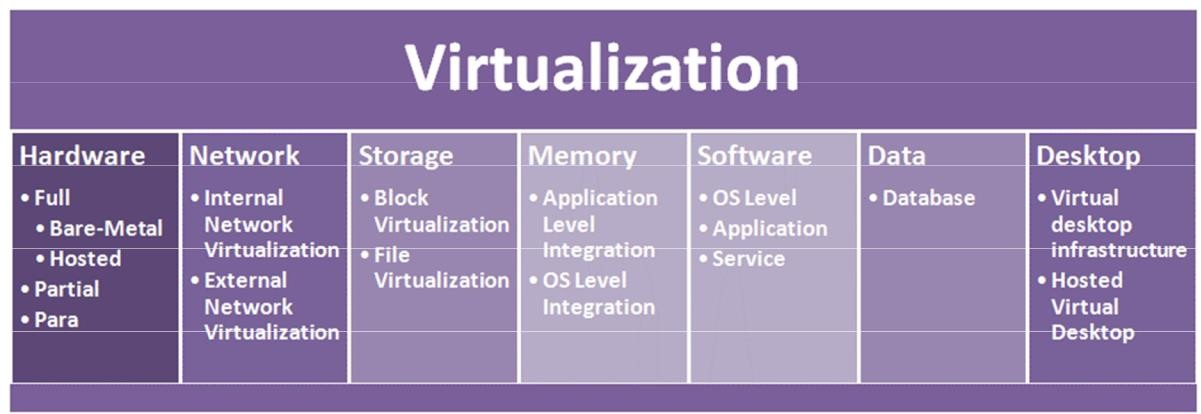 Virtualization
Hardware
• Full
• Bare-Metal
• Hosted
• Partial
• Para
Network
• Internal
Network
Virtualization
• External
Network
Virtualization
Storage
• Block
Virtualization
• File
Virtualization
Memory
• Application
Level
Integration
• OS Level
Integration
Software
• OS Level
• Application
• Service
Data
• Database
Desktop
• Virtual
desktop
infrastructure
• Hosted
Virtual
Desktop